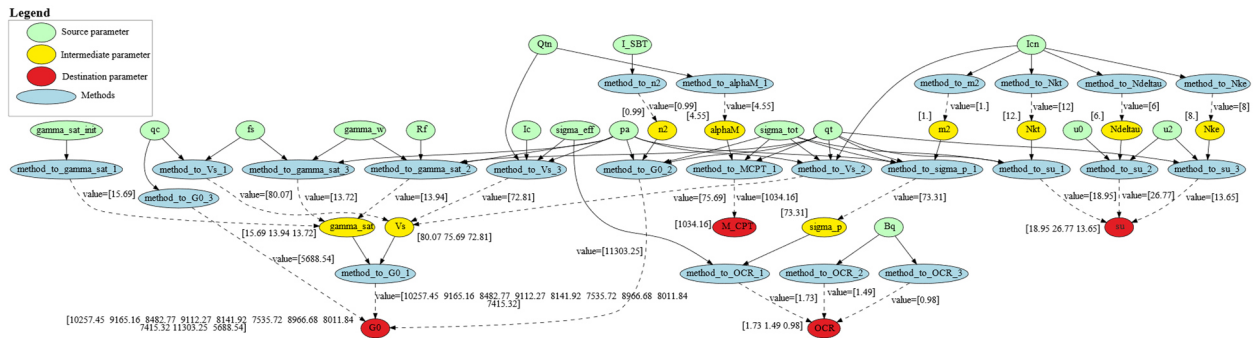 Legend
Source parameter
Intermediate parameter
Destination parameter
Methods
Qtn
I_SBT
Icn
method_to_n2
method_to_alphaM_1
method_to_m2
method_to_Nkt
method_to_Ndeltau
method_to_Nke
value=[0.99]
value=[4.55]
value=[1.]
value=[12]
value=[6]
value=[8]
[0.99]
[4.55]
[1.]
[12.]
[6.]
[8.]
gamma_sat_init
qc
fs
gamma_w
Rf
Ic
sigma_eff
pa
n2
alphaM
sigma_tot
qt
m2
Nkt
u0
Ndeltau
u2
Nke
method_to_gamma_sat_1
method_to_Vs_1
method_to_gamma_sat_3
method_to_gamma_sat_2
method_to_Vs_3
method_to_G0_2
method_to_MCPT_1
method_to_Vs_2
method_to_sigma_p_1
method_to_su_1
method_to_su_2
method_to_su_3
method_to_G0_3
value=[15.69]
value=[80.07]
value=[13.72]
value=[13.94]
value=[72.81]
value=[75.69]
value=[1034.16]
value=[73.31]
value=[18.95]
value=[26.77]
value=[13.65]
[15.69 13.94 13.72]
gamma_sat
Vs
[80.07 75.69 72.81]
[1034.16]
M_CPT
[73.31]
sigma_p
Bq
[18.95 26.77 13.65]
su
value=[5688.54]
value=[11303.25]
method_to_G0_1
method_to_OCR_1
method_to_OCR_2
method_to_OCR_3
value=[10257.45 9165.16 8482.77 9112.27 8141.92 7535.72 8966.68 8011.84
7415.32]
value=[1.73]
value=[1.49]
value=[0.98]
[10257.45 9165.16 8482.77 9112.27 8141.92 7535.72 8966.68 8011.84
7415.32 11303.25 5688.54]
G0
[1.73 1.49 0.98]
OCR